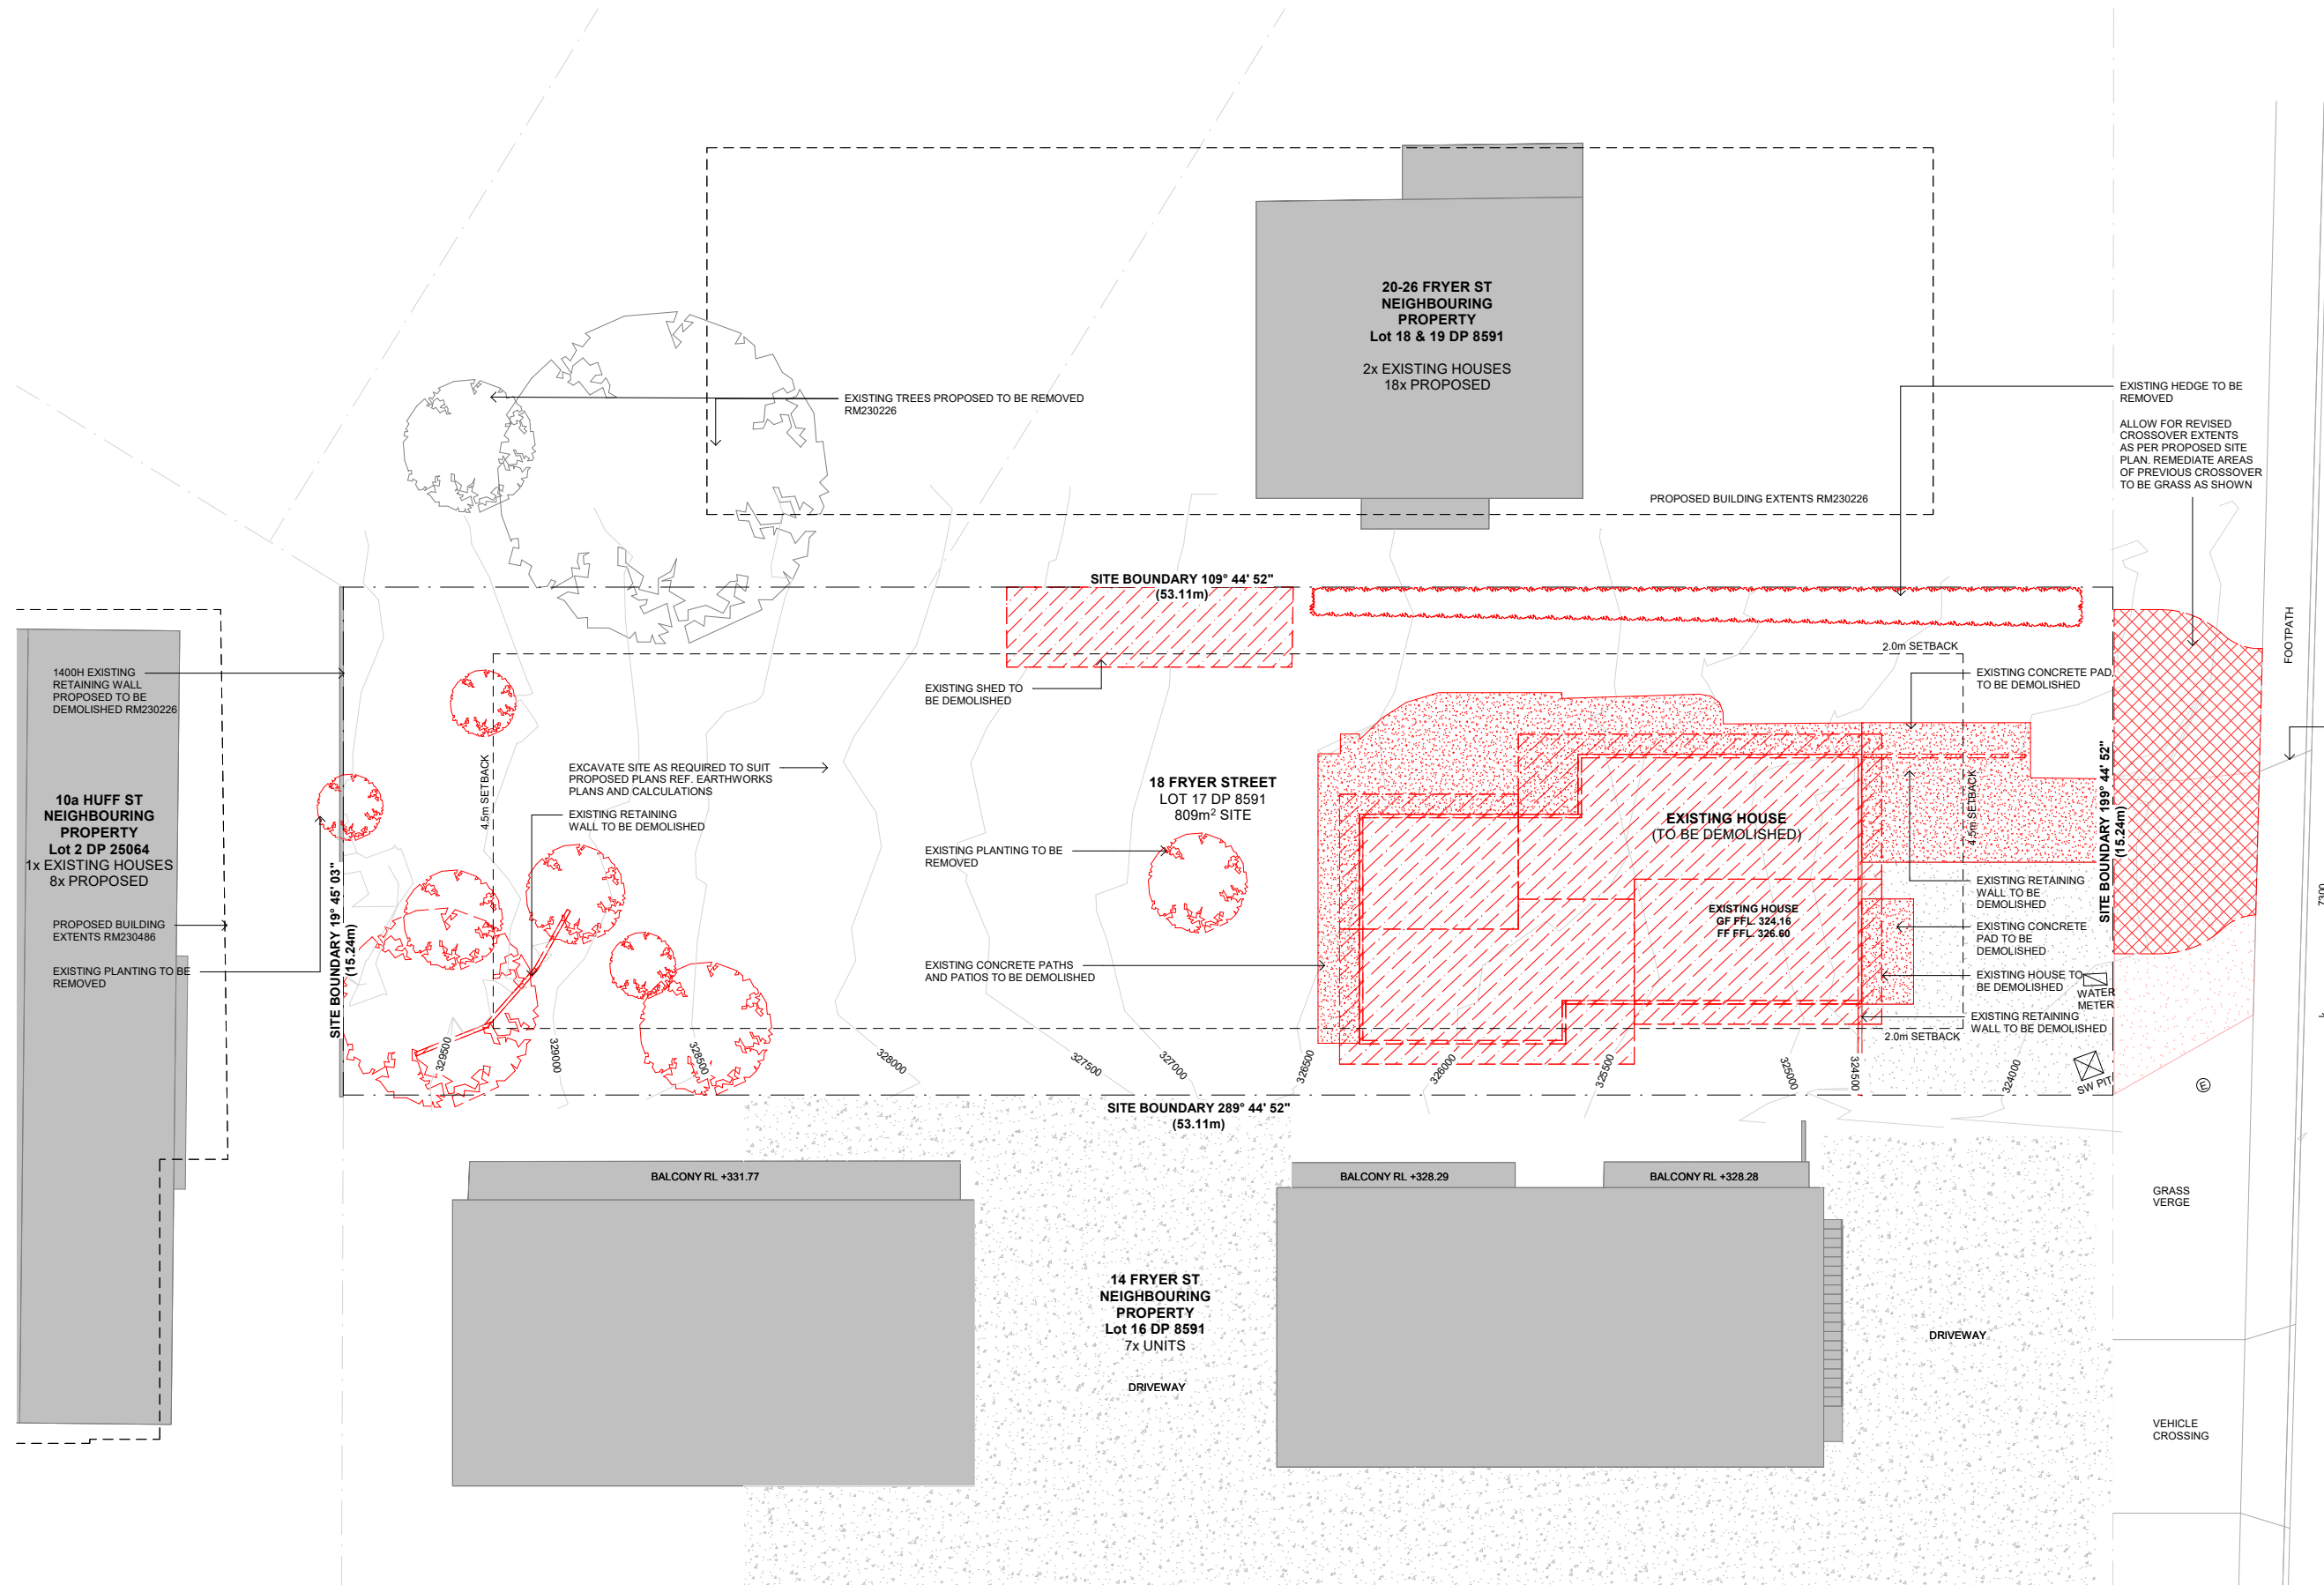 20-26 FRYER ST
NEIGHBOURING
PROPERTY
Lot 18 & 19 DP 8591
2x EXISTING HOUSES
18x PROPOSED
EXISTING TREES PROPOSED TO BE REMOVED
RM230226
EXISTING HEDGE TO BE
REMOVED
ALLOW FOR REVISED
CROSSOVER EXTENTS
AS PER PROPOSED SITE
PLAN. REMEDIATE AREAS
OF PREVIOUS CROSSOVER
TO BE GRASS AS SHOWN
PROPOSED BUILDING EXTENTS RM230226
SITE BOUNDARY 109° 44' 52"
(53.11m)
FOOTPATH
2.0m SETBACK
1400H EXISTING
RETAINING WALL
PROPOSED TO BE
DEMOLISHED RM230226
EXISTING SHED TO
BE DEMOLISHED
EXISTING CONCRETE PAD
TO BE DEMOLISHED
4.5m SETBACK
EXCAVATE SITE AS REQUIRED TO SUIT
PROPOSED PLANS REF. EARTHWORKS
PLANS AND CALCULATIONS
18 FRYER STREET
LOT 17 DP 8591
809m² SITE
EXISTING HOUSE
(TO BE DEMOLISHED)
4.5m SETBACK
SITE BOUNDARY 199° 44' 52"
(15.24m)
10a HUFF ST
NEIGHBOURING
PROPERTY
Lot 2 DP 25064
1x EXISTING HOUSES
8x PROPOSED
EXISTING RETAINING
WALL TO BE DEMOLISHED
EXISTING PLANTING TO BE
REMOVED
EXISTING RETAINING
WALL TO BE
DEMOLISHED
SITE BOUNDARY 19° 45' 03"
(15.24m)
PROPOSED BUILDING
EXTENTS RM230486
EXISTING HOUSE
GF FFL. 324.16
FF FFL. 326.60
EXISTING CONCRETE
PAD TO BE
DEMOLISHED
7300
EXISTING PLANTING TO BE
REMOVED
EXISTING CONCRETE PATHS
AND PATIOS TO BE DEMOLISHED
EXISTING HOUSE TO
BE DEMOLISHED
WATER
METER
EXISTING RETAINING
WALL TO BE DEMOLISHED
2.0m SETBACK
329500
329000
328500
328000
327500
327000
326500
326000
325500
325000
324500
324000
SW PIT
E
SITE BOUNDARY 289° 44' 52"
(53.11m)
BALCONY RL +331.77
BALCONY RL +328.29
BALCONY RL +328.28
GRASS
VERGE
14 FRYER ST
NEIGHBOURING
PROPERTY
Lot 16 DP 8591
7x UNITS
DRIVEWAY
DRIVEWAY
VEHICLE
CROSSING